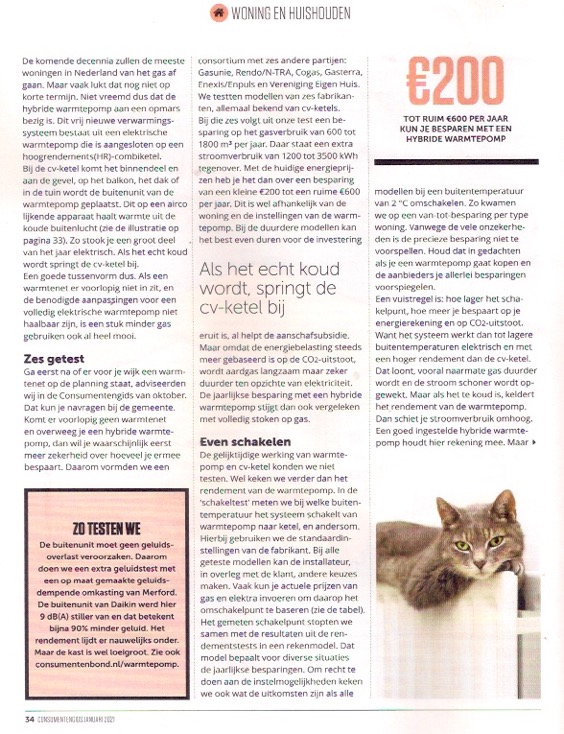 WONING EN HUISHOUDEN
De komende decennia zullen de meeste
woningen in Nederland van het gas af
gaan. Maar vaak lukt dat nog niet op
korte termijn. Niet vreemd dus dat de
hybride warmtepomp aan een opmars
bezig is. Dit vrij nieuwe verwarmings-
systeem bestaat uit een elektrische
warmtepomp die is aangesloten op een
hoogrendements(HR)-combiketel.
Bij de cv-ketel komt het binnendeel en
aan de gevel, op het balkon, het dak of
in de tuin wordt de buitenunit van de
warmtepomp geplaatst. Dit op een airco
lijkende apparaat haalt warmte uit de
koude buitenlucht (zie de illustratie op
pagina 33). Zo stook je een groot deel
van het jaar elektrisch. Als het echt koud
wordt springt de cv-ketel bij.
Een goede tussenvorm dus. Als een
warmtenet er voorlopig niet in zit, en
de benodigde aanpassingen voor een
volledig elektrische warmtepomp niet
haalbaar zijn, is een stuk minder gas
gebruiken ook al heel mooi.
Zes getest
Ga eerst na of er voor je wijk een warm-
tenet op de planning staat, adviseerden
wij in de Consumentengids van oktober.
Dat kun je navragen bij de gemeente.
Komt er voorlopig geen warmtenet
en overweeg je een hybride warmte-
pomp, dan wil je waarschijnlijk eerst
meer zekerheid over hoeveel je ermee
bespaart. Daarom vormden we een
ZO TESTEN WE
De buitenunit moet geen geluids-
overlast veroorzaken. Daarom
doen we een extra geluidstest met
een op maat gemaakte geluids-
dempende omkasting van Merford.
De buitenunit van Daikin werd hier
9 dB(A) stiller van en dat betekent
bijna 90% minder geluid. Het
rendement lijdt er nauwelijks onder.
Maar de kast is wel loeigroot. Zie ook
consumentenbond.nl/warmtepomp.
consortium met zes andere partijen:
Gasunie, Rendo/N-TRA, Cogas, Gasterra,
Enexis/Enpuls en Vereniging Eigen Huis.
We testten modellen van zes fabrikan-
ten, allemaal bekend van cv-ketels.
Bij die zes volgt uit onze test een be-
sparing op het gasverbruik van 600 tot
1800 m³ per jaar. Daar staat een extra
stroomverbruik van 1200 tot 3500 kWh
tegenover. Met de huidige energieprij-
zen heb je het dan over een besparing
van een kleine €200 tot een ruime €600
per jaar. Dit is wel afhankelijk van de
woning en de instellingen van de warm-
tepomp. Bij de duurdere modellen kan
het best even duren voor de investering
Als het echt koud
wordt, springt de
cv-ketel bij
eruit is, al helpt de aanschafsubsidie.
Maar omdat de energiebelasting steeds
meer gebaseerd is op de CO2-uitstoot,
wordt aardgas langzaam maar zeker
duurder ten opzichte van elektriciteit.
De jaarlijkse besparing met een hybride
warmtepomp stijgt dan ook vergeleken
met volledig stoken op gas.
Even schakelen
De gelijktijdige werking van warmte-
pomp en cv-ketel konden we niet
testen. Wel keken we verder dan het
rendement van de warmtepomp. In de
'schakeltest' meten we bij welke buiten-
temperatuur het systeem schakelt van
warmtepomp naar ketel, en andersom.
Hierbij gebruiken we de standaardin-
stellingen van de fabrikant. Bij alle
geteste modellen kan de installateur,
in overleg met de klant, andere keuzes
maken. Vaak kun je actuele prijzen van
gas en elektra invoeren om daarop het
omschakelpunt te baseren (zie de tabel).
Het gemeten schakelpunt stopten we
samen met de resultaten uit de ren-
dementstests in een rekenmodel. Dat
model bepaalt voor diverse situaties
de jaarlijkse besparingen. Om recht te
doen aan de instelmogelijkheden keken
we ook wat de uitkomsten zijn als alle
€200
TOT RUIM €600 PER JAAR
KUN JE BESPAREN MET EEN
HYBRIDE WARMTEPOMP
modellen bij een buitentemperatuur
van 2 °C omschakelen. Zo kwamen
we op een van-tot-besparing per type
woning. Vanwege de vele onzekerhe-
den is de precieze besparing niet te
voorspellen. Houd dat in gedachten
als je een warmtepomp gaat kopen en
de aanbieders je allerlei besparingen
voorspiegelen.
Een vuistregel is: hoe lager het scha-
kelpunt, hoe meer je bespaart op je
energierekening en op CO2-uitstoot.
Want het systeem werkt dan tot lagere
buitentemperaturen elektrisch en met
een hoger rendement dan de cv-ketel.
Dat loont, vooral naarmate gas duurder
wordt en de stroom schoner wordt op-
gewekt. Maar als het te koud is, keldert
het rendement van de warmtepomp.
Dan schiet je stroomverbruik omhoog.
Een goed ingestelde hybride warmte-
pomp houdt hier rekening mee. Maar
34 CONSUMENTENGIDS JANUARI 2021